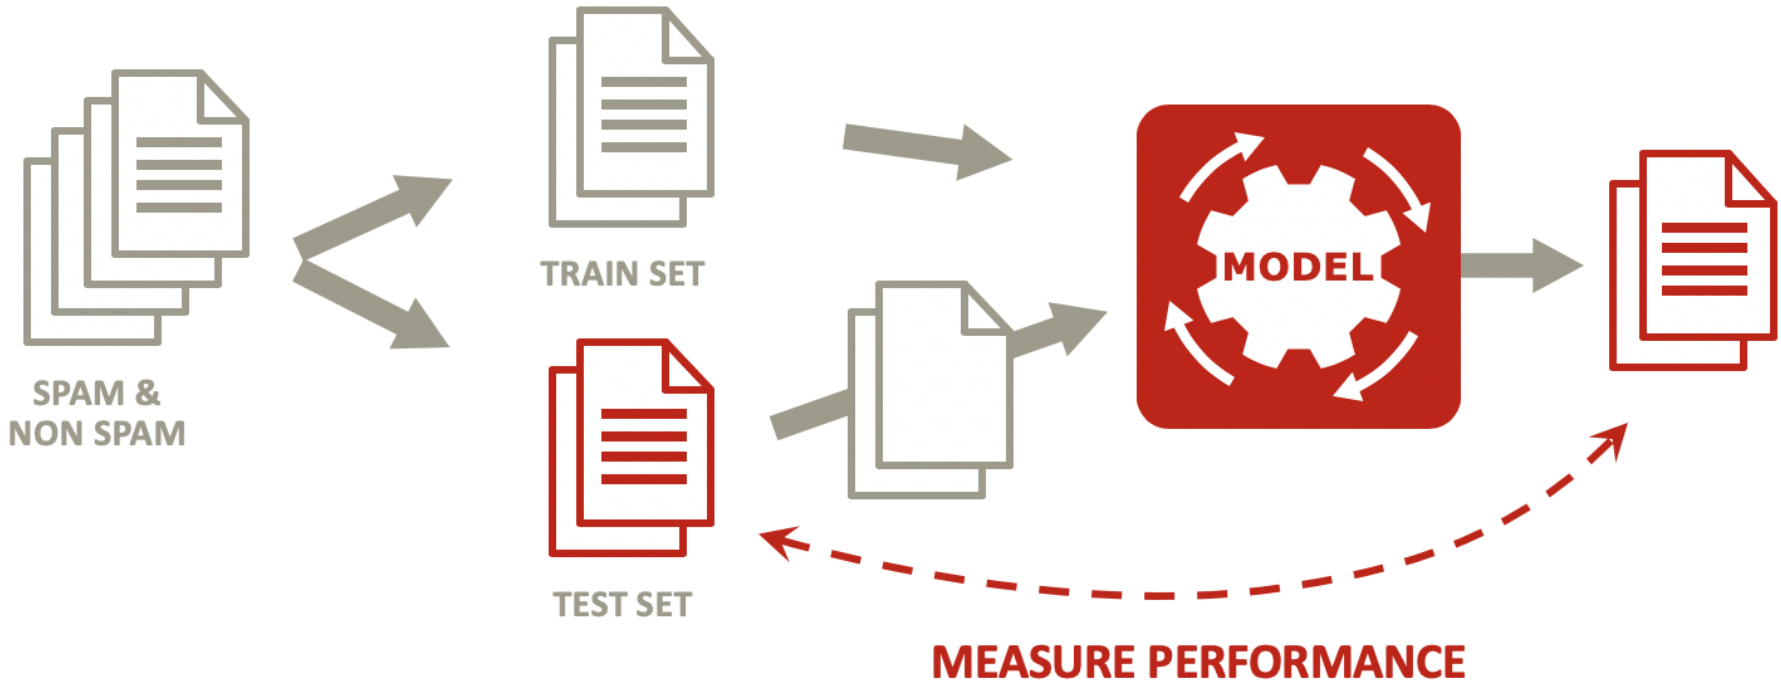 SPAM &
NON SPAM
TRAIN SET
TEST SET
MODEL
MEASURE PERFORMANCE